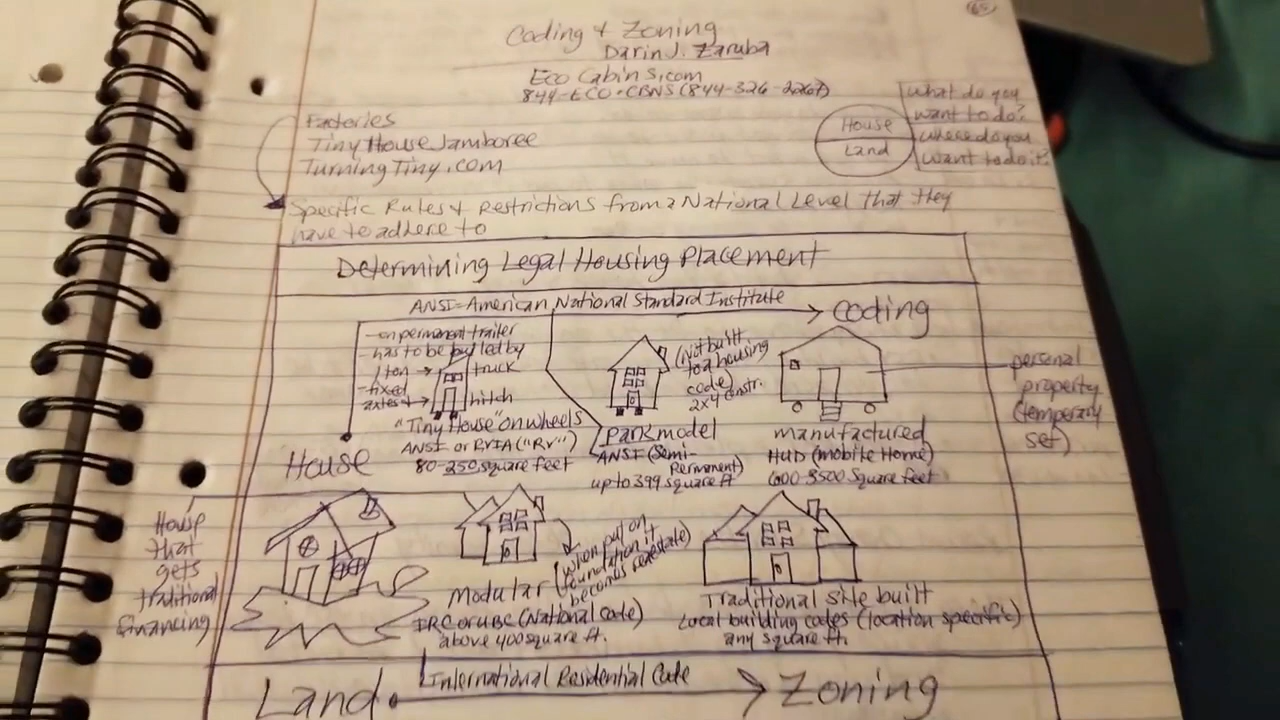 65
Coding & Zoning
Darin J. Zaruba
EcoCabins.com
844-ECO-CBNS (844-326-2267)
What do you
want to do?
Where do you
want to do it?
House
Land
Factories
Tiny House Jamboree
TurningTiny.com
Specific Rules & Restrictions from a National Level that they
have to adhere to
Determining Legal Housing Placement
ANSI=American National Standard Institute
Coding
-on permanent trailer
-has to be pulled by
1 ton truck
-fixed
axles
hitch
"Tiny House" on wheels
ANSI or RVIA ("RV")
80-250 square feet
House
(Not built
to a housing
code)
2x4 constr.
Park model
ANSI (Semi-
Permanent)
up to 399 square ft
manufactured
HUD (mobile Home)
600-3500 Square feet
personal
property
(temporary
set)
House
that
gets
traditional
financing
(when put on
foundation it
becomes real estate)
Modular
IRC or UBC (National Code)
above 400 square ft.
Traditional site built
Local building codes (location specific)
any square ft.
International Residential Code
Land
Zoning